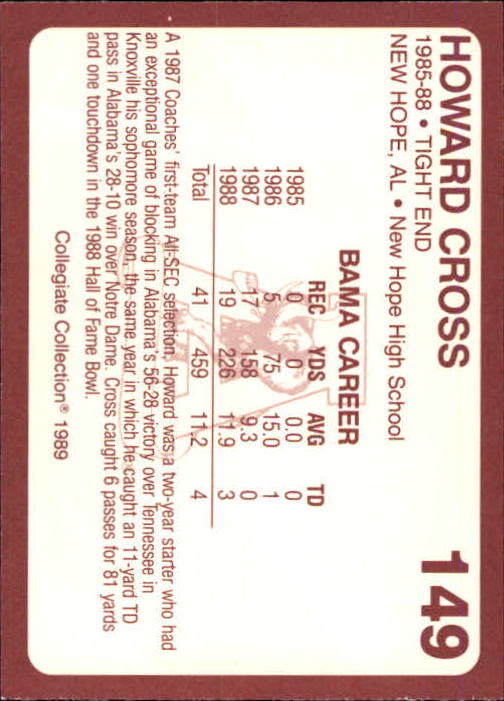 HOWARD CROSS 149
1985-88 • TIGHT END
NEW HOPE, AL • New Hope High School
BAMA CAREER
REC YDS AVG TD
1985 0 0 0.0 0
1986 5 75 15.0 1
1987 17 158 9.3 0
1988 19 226 11.9 3
Total 41 459 11.2 4
A 1987 Coaches' first-team All-SEC selection, Howard was a two-year starter who had
an exceptional game of blocking in Alabama's 56-28 victory over Tennessee in
Knoxville his sophomore season, the same year in which he caught an 11-yard TD
pass in Alabama's 28-10 win over Notre Dame. Cross caught 6 passes for 81 yards
and one touchdown in the 1988 Hall of Fame Bowl.
Collegiate Collection® 1989